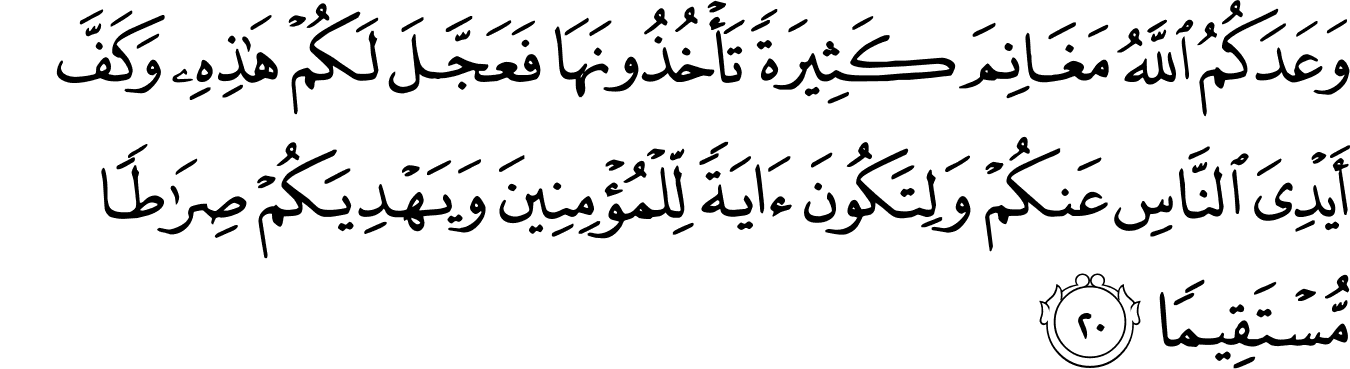 وَعَدَكُمُ ٱللَّهُ مَغَانِمَ كَثِيرَةً تَأۡخُذُونَهَا فَعَجَّلَ لَكُمۡ هَٰذِهِۦ وَكَفَّ
أَيۡدِيَ ٱلنَّاسِ عَنكُمۡ وَلِتَكُونَ ءَايَةً لِّلۡمُؤۡمِنِينَ وَيَهۡدِيَكُمۡ صِرَٰطًا
مُّسۡتَقِيمًا ٢٠